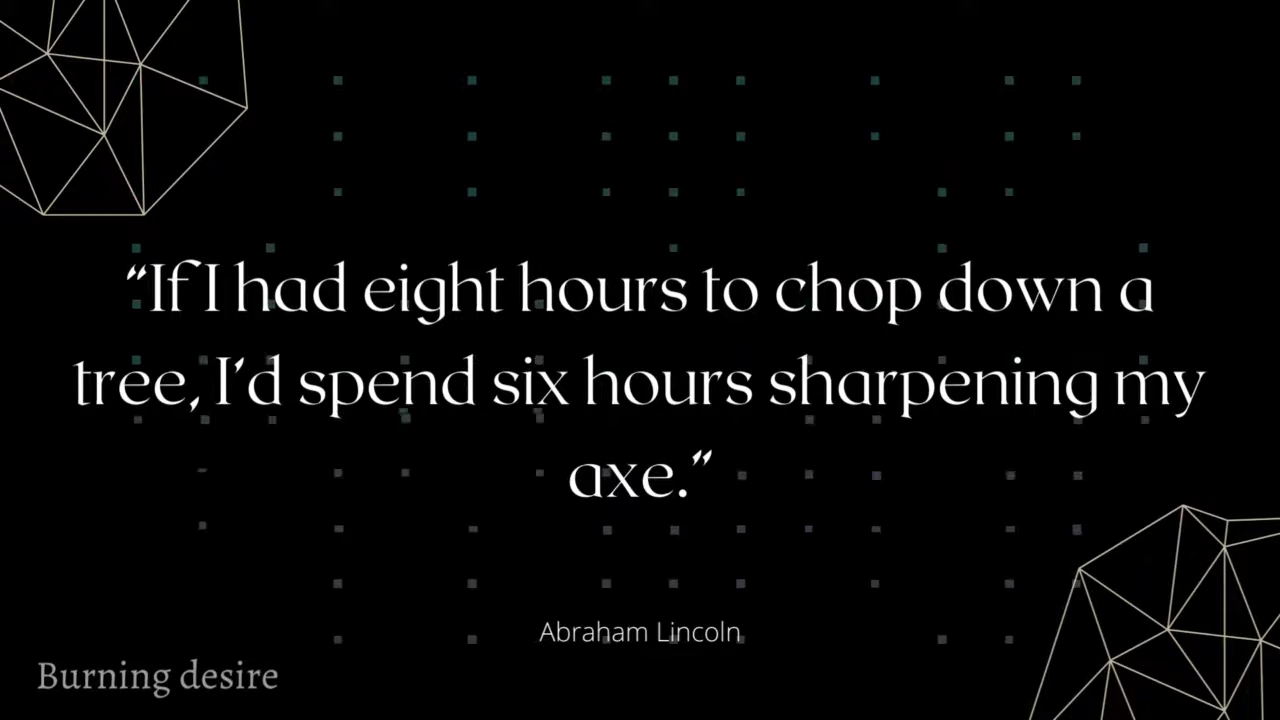 “If I had eight hours to chop down a
tree, I’d spend six hours sharpening my
axe.”
Abraham Lincoln
Burning desire